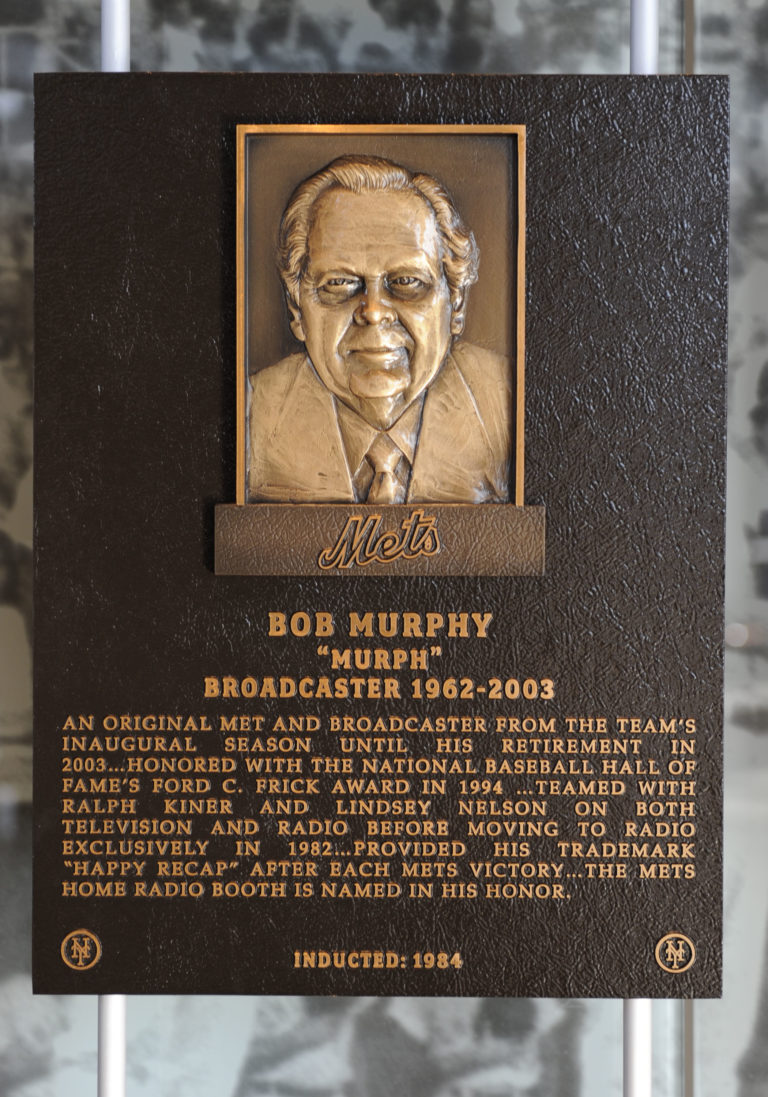 Mets
BOB MURPHY
“MURPH”
BROADCASTER 1962-2003
AN ORIGINAL MET AND BROADCASTER FROM THE TEAM’S
INAUGURAL SEASON UNTIL HIS RETIREMENT IN
2003...HONORED WITH THE NATIONAL BASEBALL HALL OF
FAME’S FORD C. FRICK AWARD IN 1994 ...TEAMED WITH
RALPH KINER AND LINDSEY NELSON ON BOTH
TELEVISION AND RADIO BEFORE MOVING TO RADIO
EXCLUSIVELY IN 1982...PROVIDED HIS TRADEMARK
“HAPPY RECAP” AFTER EACH METS VICTORY...THE METS
HOME RADIO BOOTH IS NAMED IN HIS HONOR.
NY INDUCTED: 1984 NY